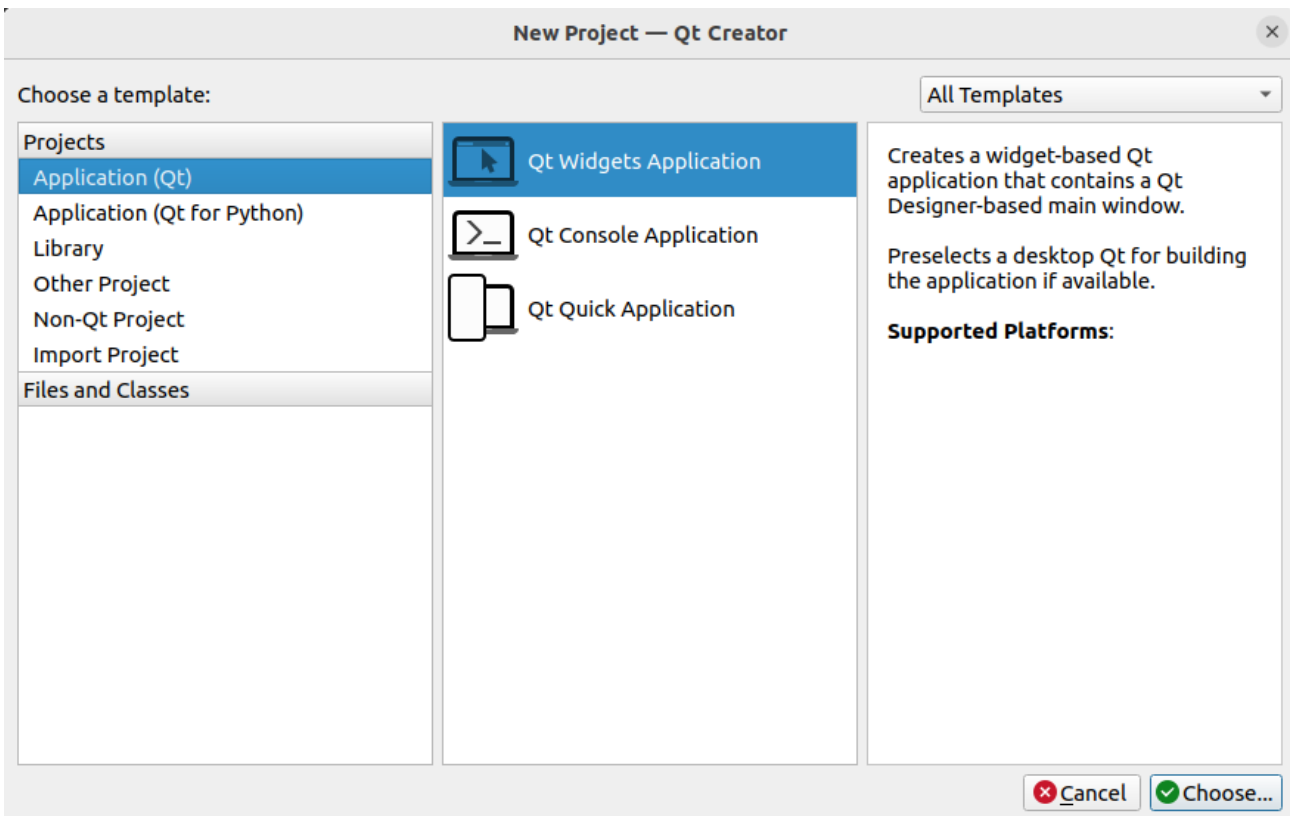 New Project — Qt Creator
Choose a template:
All Templates
Projects
Application (Qt)
Application (Qt for Python)
Library
Other Project
Non-Qt Project
Import Project
Files and Classes
Qt Widgets Application
Qt Console Application
Qt Quick Application
Creates a widget-based Qt
application that contains a Qt
Designer-based main window.
Preselects a desktop Qt for building
the application if available.
Supported Platforms:
Cancel
Choose...